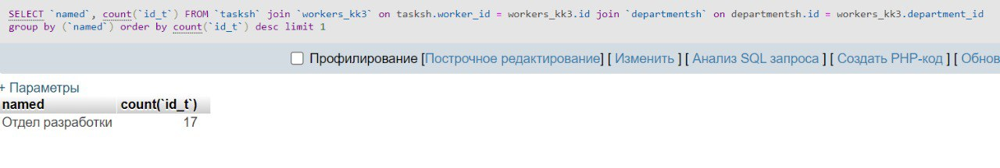 SELECT `named`, count(`id_t`) FROM `tasksh` join `workers_kk3` on tasksh.worker_id = workers_kk3.id join `departmentsh` on departmentsh.id = workers_kk3.department_id
group by (`named`) order by count(`id_t`) desc limit 1
Профилирование [Построчное редактирование] [ Изменить ] [ Анализ SQL запроса ] [ Создать PHP-код ] [ Обнов
+ Параметры
named count(`id_t`)
Отдел разработки 17